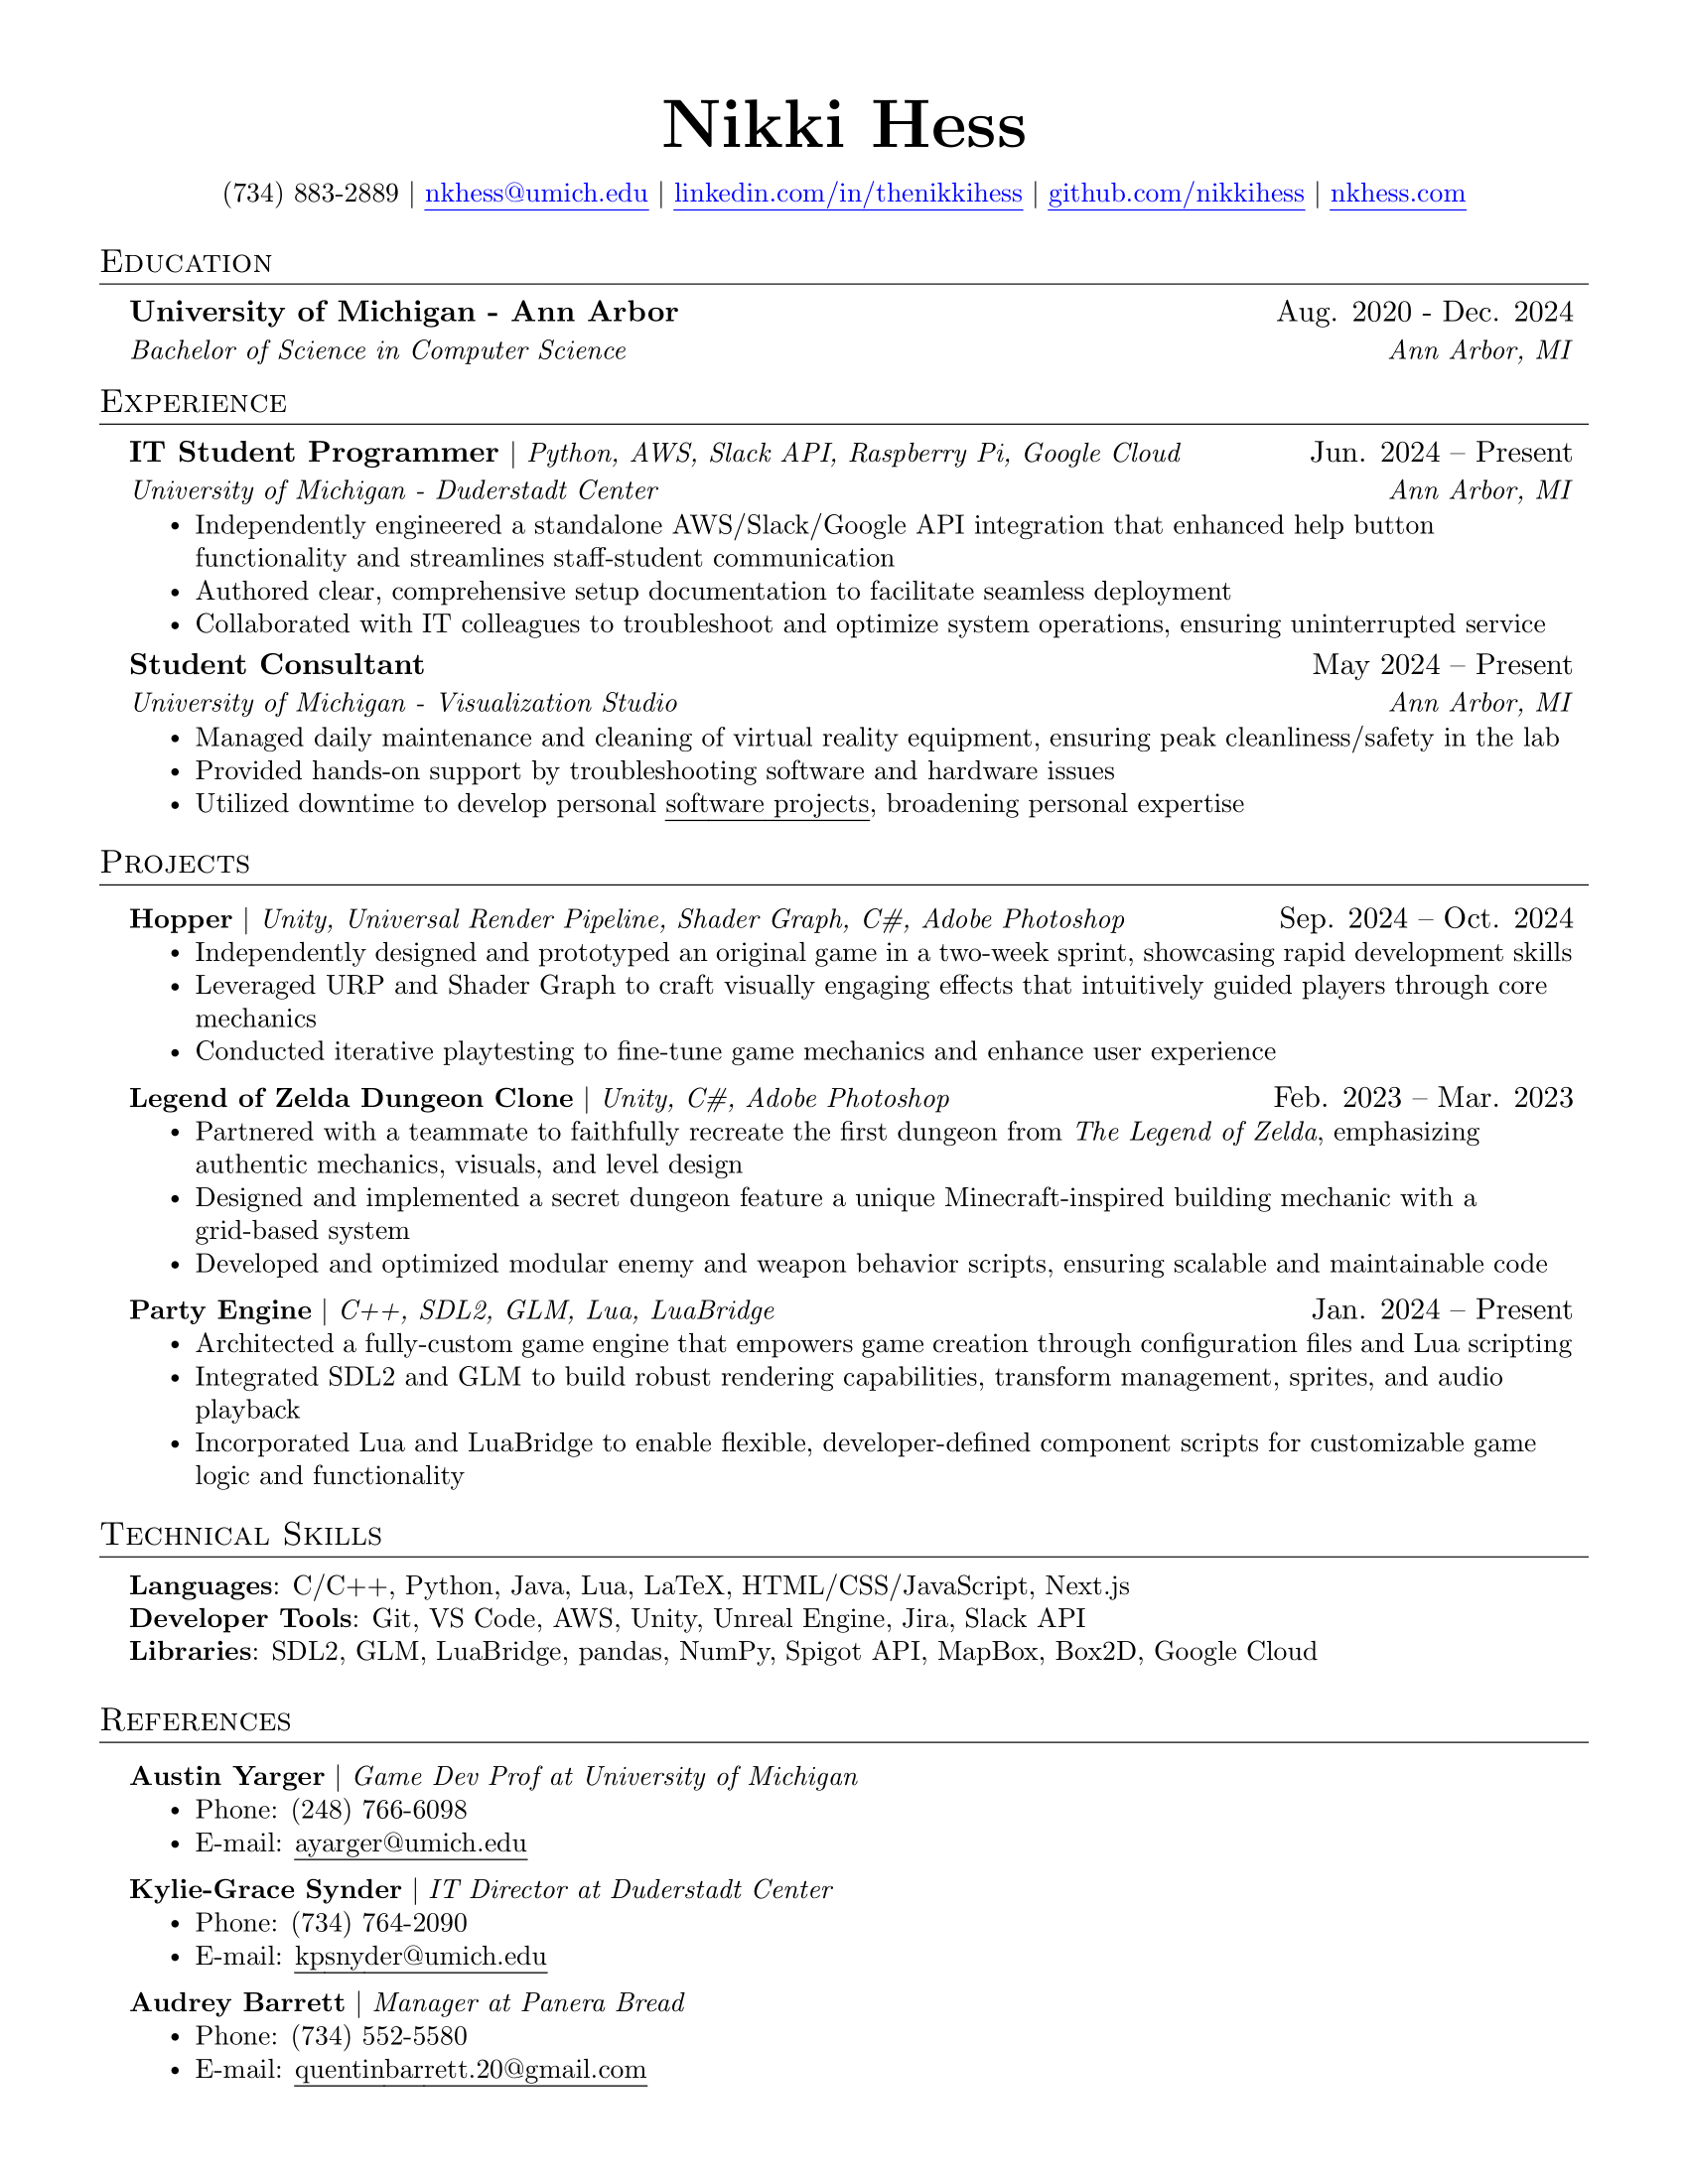 Nikki Hess
(734) 883-2889 | nkhess@umich.edu | linkedin.com/in/thenikkihess | github.com/nikkihess | nkhess.com
Education
University of Michigan - Ann Arbor Aug. 2020 - Dec. 2024
Bachelor of Science in Computer Science Ann Arbor, MI
Experience
IT Student Programmer | Python, AWS, Slack API, Raspberry Pi, Google Cloud Jun. 2024 – Present
University of Michigan - Duderstadt Center Ann Arbor, MI
• Independently engineered a standalone AWS/Slack/Google API integration that enhanced help button
functionality and streamlines staff-student communication
• Authored clear, comprehensive setup documentation to facilitate seamless deployment
• Collaborated with IT colleagues to troubleshoot and optimize system operations, ensuring uninterrupted service
Student Consultant May 2024 – Present
University of Michigan - Visualization Studio Ann Arbor, MI
• Managed daily maintenance and cleaning of virtual reality equipment, ensuring peak cleanliness/safety in the lab
• Provided hands-on support by troubleshooting software and hardware issues
• Utilized downtime to develop personal software projects, broadening personal expertise
Projects
Hopper | Unity, Universal Render Pipeline, Shader Graph, C#, Adobe Photoshop Sep. 2024 – Oct. 2024
• Independently designed and prototyped an original game in a two-week sprint, showcasing rapid development skills
• Leveraged URP and Shader Graph to craft visually engaging effects that intuitively guided players through core
mechanics
• Conducted iterative playtesting to fine-tune game mechanics and enhance user experience
Legend of Zelda Dungeon Clone | Unity, C#, Adobe Photoshop Feb. 2023 – Mar. 2023
• Partnered with a teammate to faithfully recreate the first dungeon from The Legend of Zelda, emphasizing
authentic mechanics, visuals, and level design
• Designed and implemented a secret dungeon feature a unique Minecraft-inspired building mechanic with a
grid-based system
• Developed and optimized modular enemy and weapon behavior scripts, ensuring scalable and maintainable code
Party Engine | C++, SDL2, GLM, Lua, LuaBridge Jan. 2024 – Present
• Architected a fully-custom game engine that empowers game creation through configuration files and Lua scripting
• Integrated SDL2 and GLM to build robust rendering capabilities, transform management, sprites, and audio
playback
• Incorporated Lua and LuaBridge to enable flexible, developer-defined component scripts for customizable game
logic and functionality
Technical Skills
Languages: C/C++, Python, Java, Lua, LaTeX, HTML/CSS/JavaScript, Next.js
Developer Tools: Git, VS Code, AWS, Unity, Unreal Engine, Jira, Slack API
Libraries: SDL2, GLM, LuaBridge, pandas, NumPy, Spigot API, MapBox, Box2D, Google Cloud
References
Austin Yarger | Game Dev Prof at University of Michigan
• Phone: (248) 766-6098
• E-mail: ayarger@umich.edu
Kylie-Grace Synder | IT Director at Duderstadt Center
• Phone: (734) 764-2090
• E-mail: kpsnyder@umich.edu
Audrey Barrett | Manager at Panera Bread
• Phone: (734) 552-5580
• E-mail: quentinbarrett.20@gmail.com